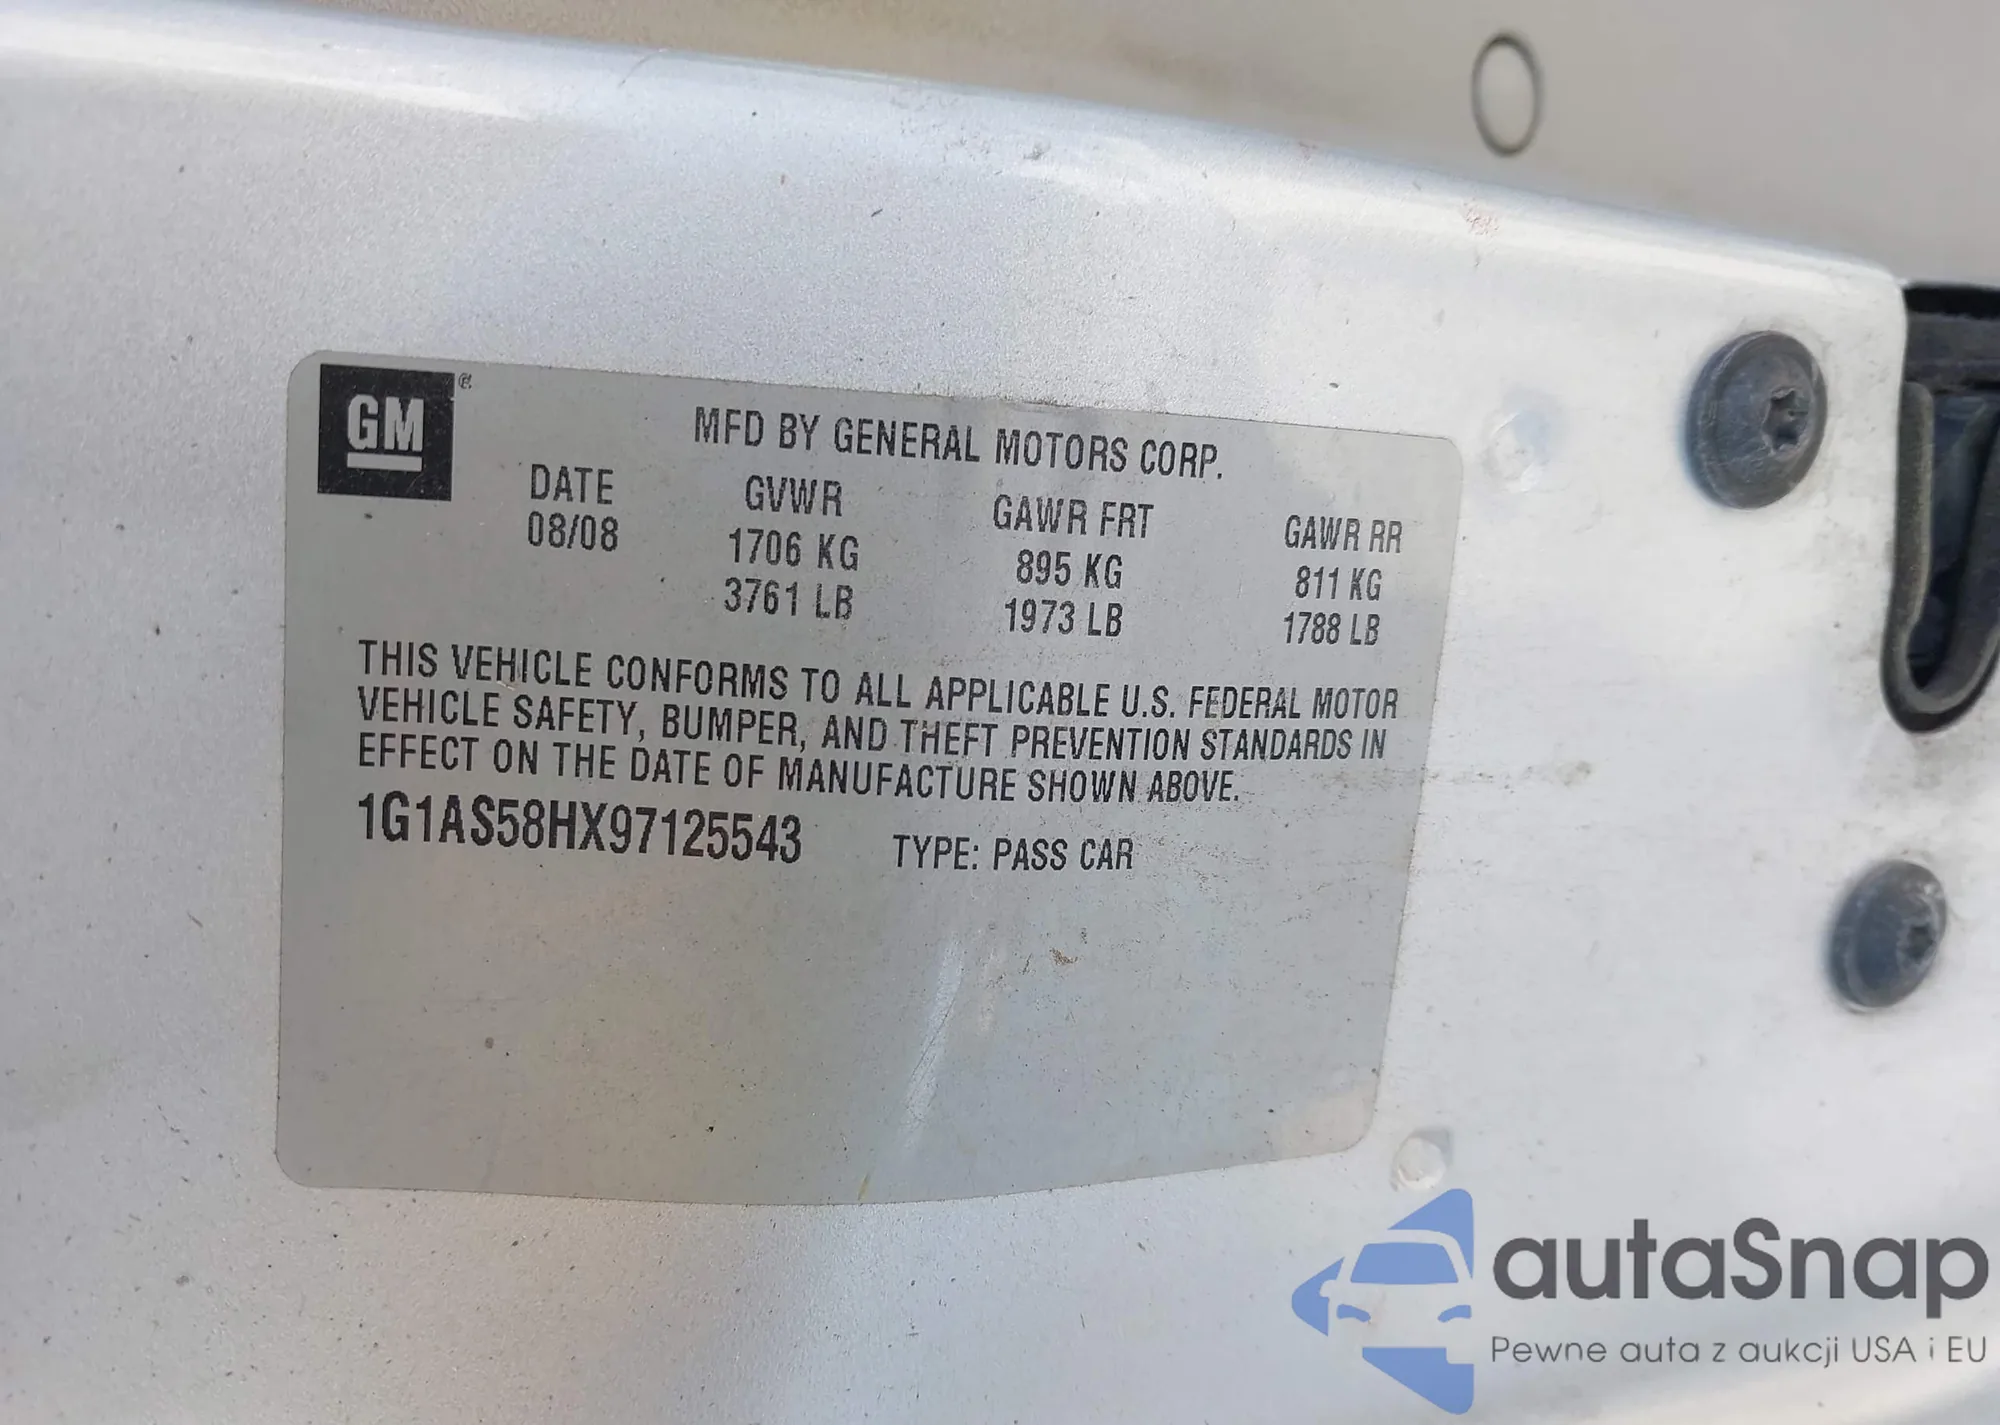 GM®
MFD BY GENERAL MOTORS CORP.
DATE GVWR GAWR FRT GAWR RR
08/08 1706 KG 895 KG 811 KG
3761 LB 1973 LB 1788 LB
THIS VEHICLE CONFORMS TO ALL APPLICABLE U.S. FEDERAL MOTOR
VEHICLE SAFETY, BUMPER, AND THEFT PREVENTION STANDARDS IN
EFFECT ON THE DATE OF MANUFACTURE SHOWN ABOVE.
1G1AS58HX97125543 TYPE: PASS CAR
autaSnap
Pewne auta z aukcji USA i EU